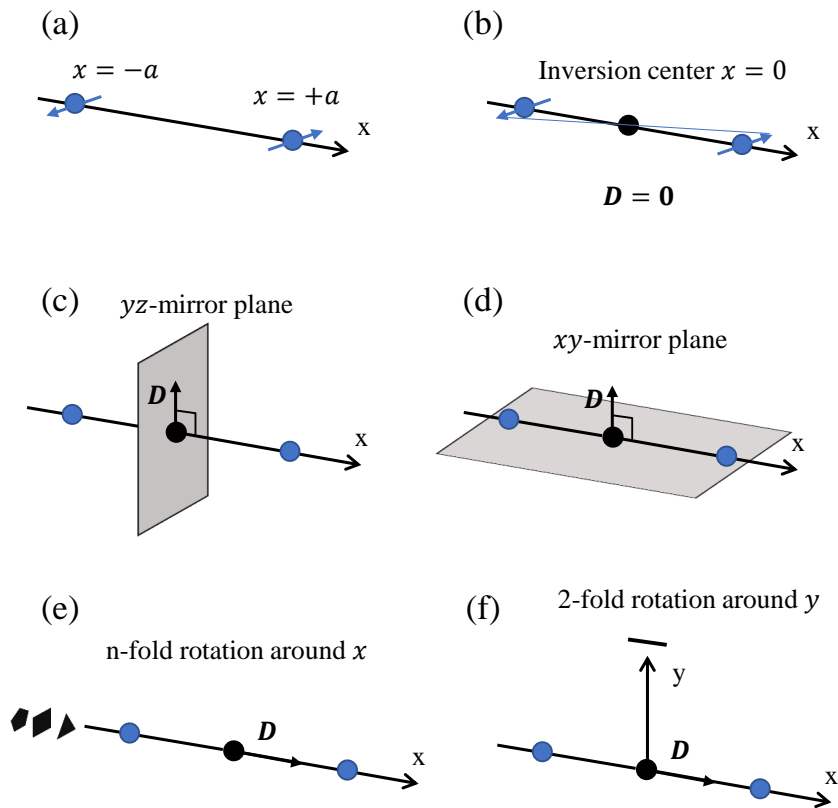 (a)
x = −a
x = +a
x
(b)
Inversion center x = 0
x
D = 0
(c)
yz-mirror plane
D
x
(d)
xy-mirror plane
D
x
(e)
n-fold rotation around x
D
x
(f)
2-fold rotation around y
y
D
x